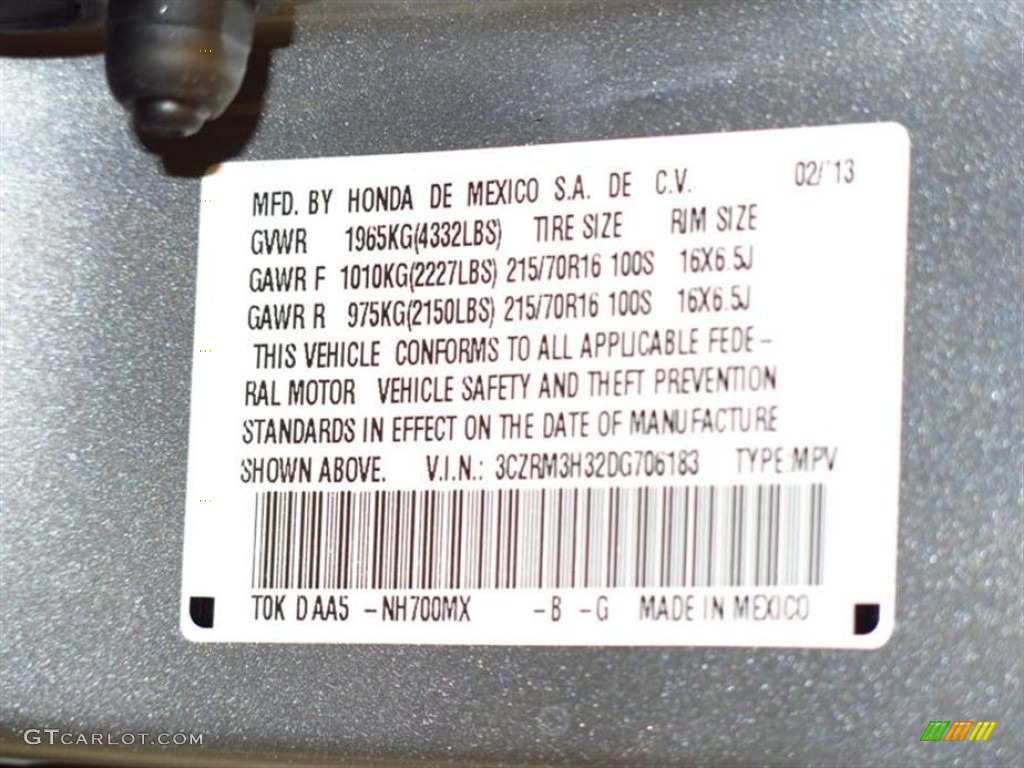 MFD. BY HONDA DE MEXICO S.A. DE C.V. 02/'13
GVWR 1965KG(4332LBS) TIRE SIZE RIM SIZE
GAWR F 1010KG(2227LBS) 215/70R16 100S 16X6.5J
GAWR R 975KG(2150LBS) 215/70R16 100S 16X6.5J
THIS VEHICLE CONFORMS TO ALL APPLICABLE FEDE-
RAL MOTOR VEHICLE SAFETY AND THEFT PREVENTION
STANDARDS IN EFFECT ON THE DATE OF MANUFACTURE
SHOWN ABOVE. V.I.N.: 3CZRM3H32DG706183 TYPE:MPV
T0K D AA5 -NH700MX -B -G MADE IN MEXICO
GTCARLOT.COM